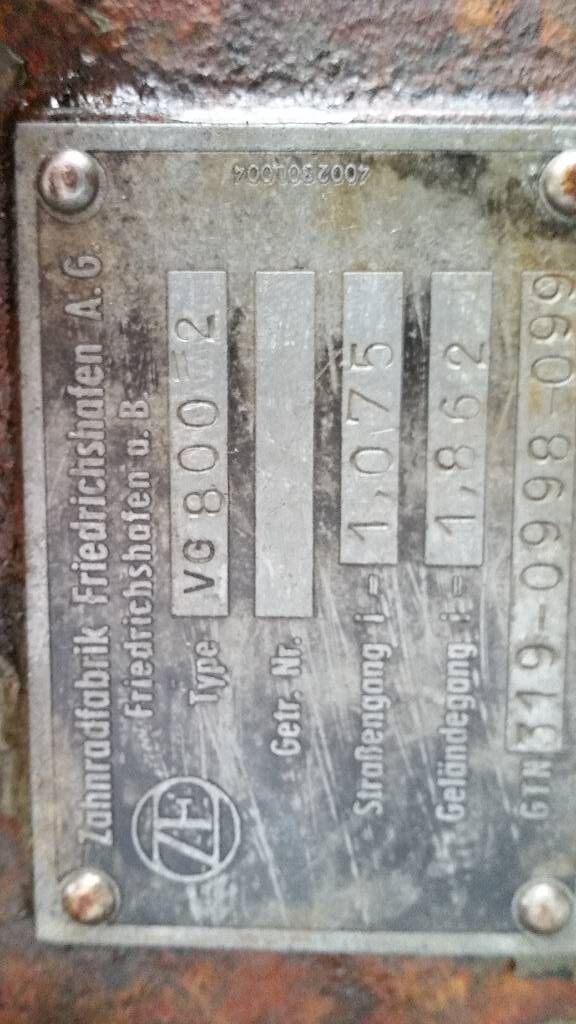 Zahnradfabrik Friedrichshafen A.G.
Friedrichshafen a. B
ZF
Type VG 800-2
Getr. Nr.
Straßengang i = 1,075
Geländegang i = 1,862
GTN 319-0998-099
4002301004